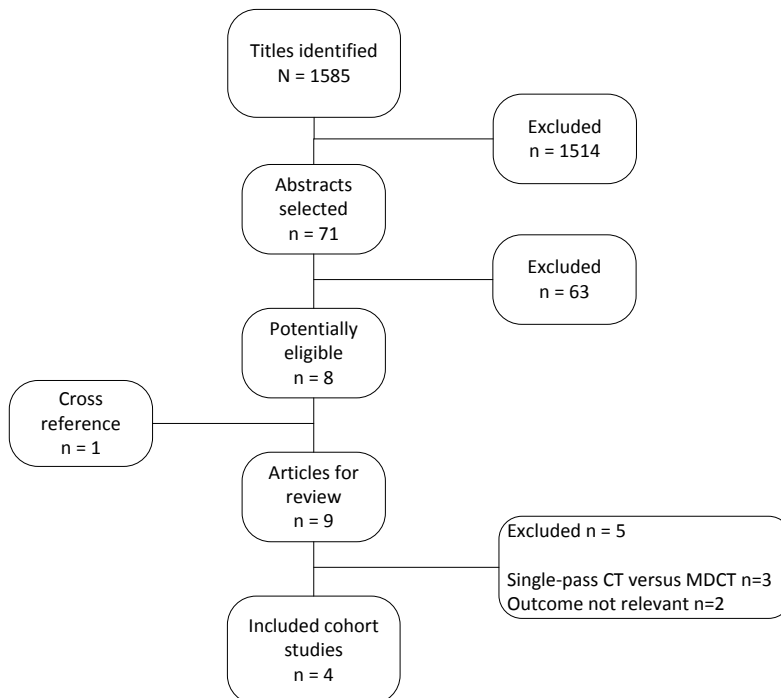 Titles identified
N = 1585
Excluded
n = 1514
Abstracts
selected
n = 71
Excluded
n = 63
Potentially
eligible
n = 8
Cross
reference
n = 1
Articles for
review
n = 9
Excluded n = 5
Single-pass CT versus MDCT n=3
Outcome not relevant n=2
Included cohort
studies
n = 4